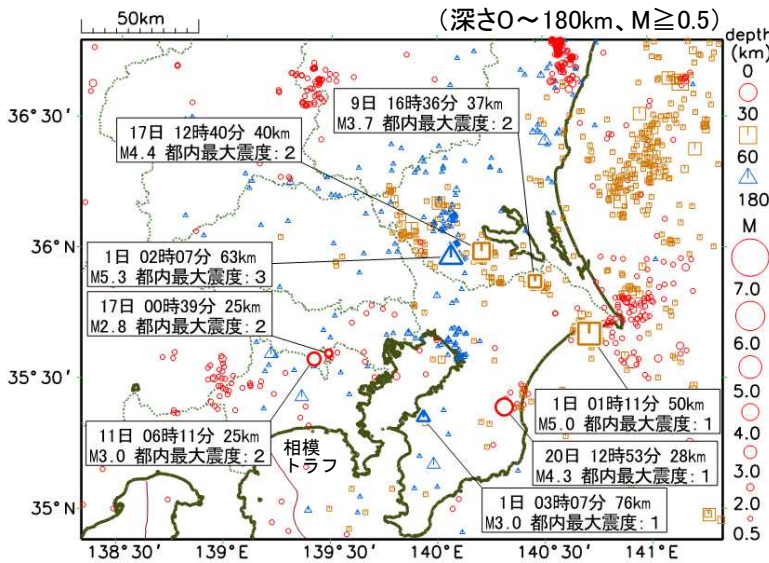 50km
(深さ0～180km、M≧0.5)
depth
(km)
0
30
60
180
M
7.0
6.0
5.0
4.0
3.0
2.0
0.5
36°30′
36°N
35°30′
35°N
9日 16時36分 37km
M3.7 都内最大震度：2
17日 12時40分 40km
M4.4 都内最大震度：2
1日 02時07分 63km
M5.3 都内最大震度：3
17日 00時39分 25km
M2.8 都内最大震度：2
11日 06時11分 25km
M3.0 都内最大震度：2
相模
トラフ
1日 01時11分 50km
M5.0 都内最大震度：1
20日 12時53分 28km
M4.3 都内最大震度：1
1日 03時07分 76km
M3.0 都内最大震度：1
138°30′ 139°E 139°30′ 140°E 140°30′ 141°E